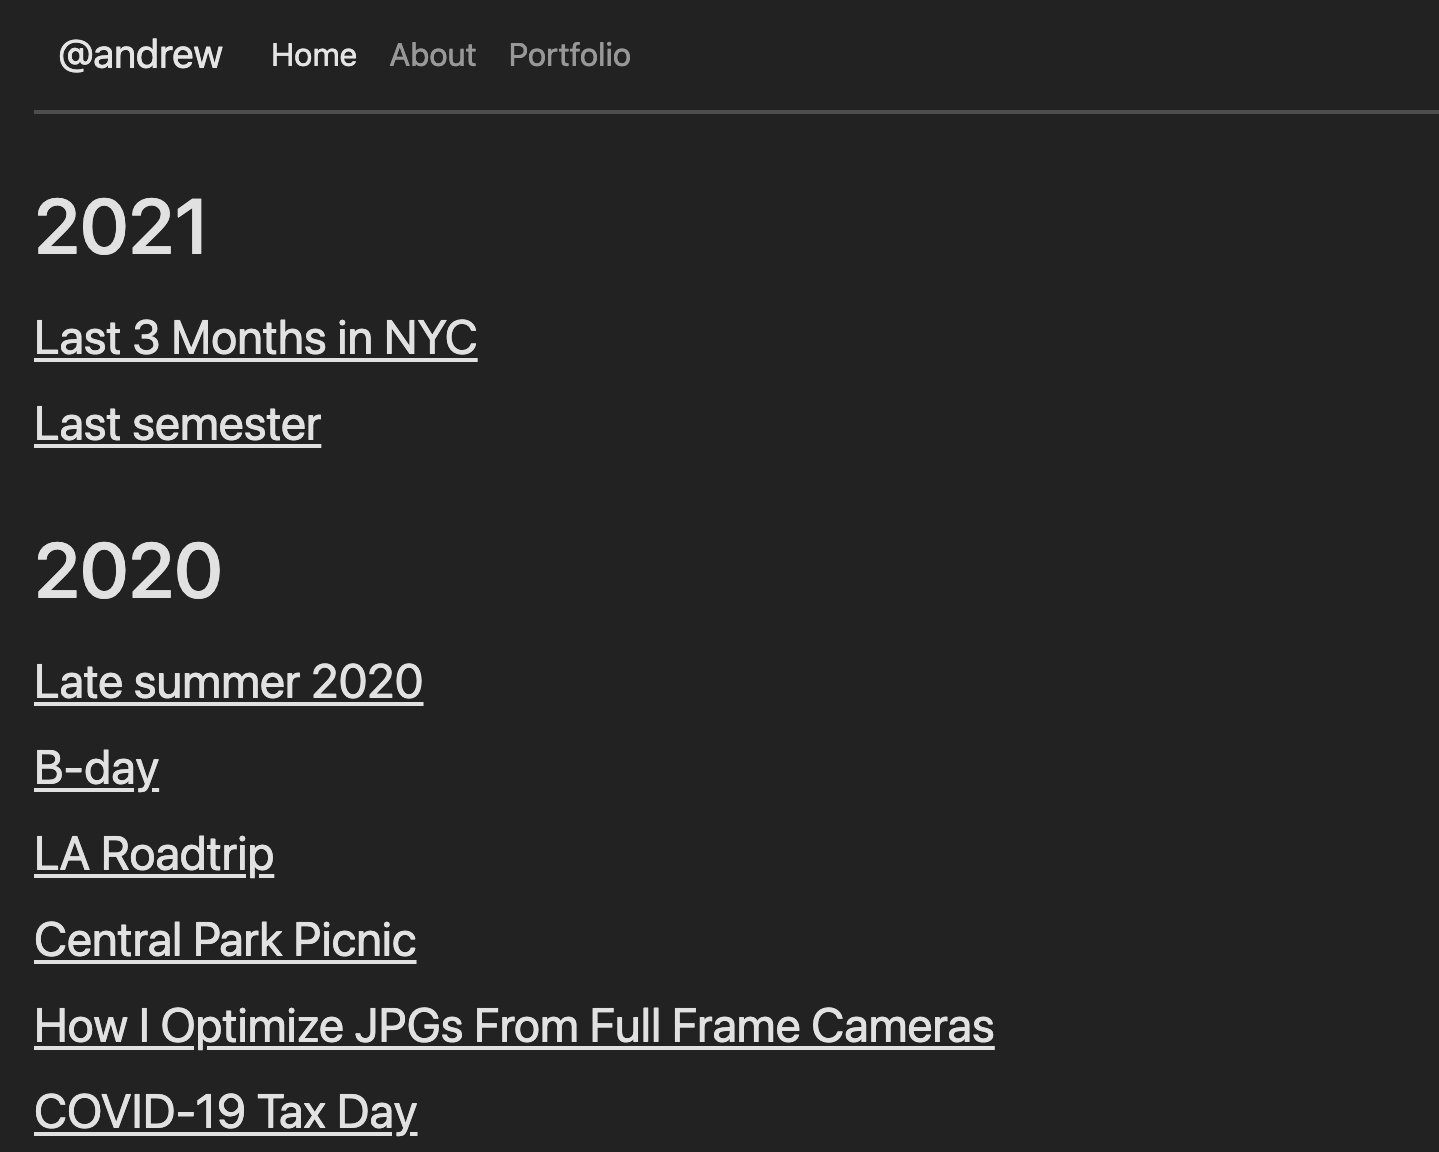 @andrew Home About Portfolio
2021
Last 3 Months in NYC
Last semester
2020
Late summer 2020
B-day
LA Roadtrip
Central Park Picnic
How I Optimize JPGs From Full Frame Cameras
COVID-19 Tax Day